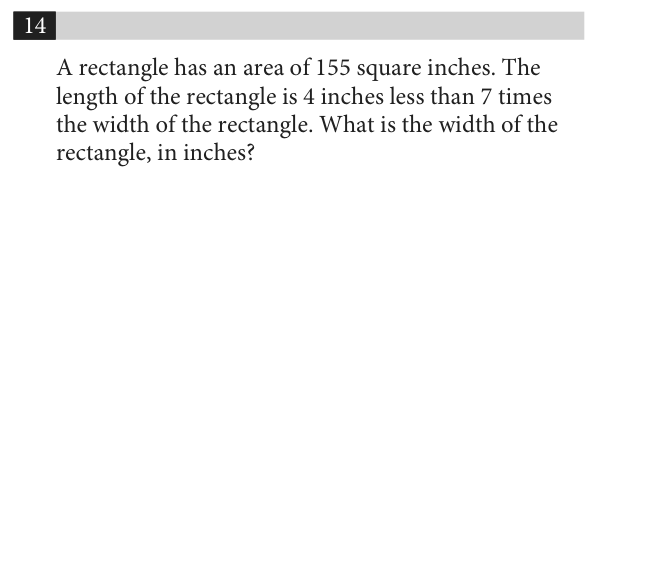 14
A rectangle has an area of 155 square inches. The
length of the rectangle is 4 inches less than 7 times
the width of the rectangle. What is the width of the
rectangle, in inches?